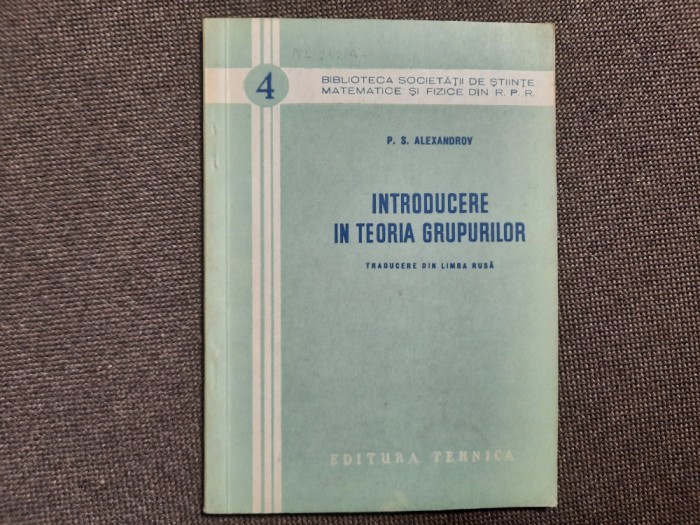 4
BIBLIOTECA SOCIETĂȚII DE ȘTIINȚE
MATEMATICE ȘI FIZICE DIN R. P. R.
P. S. ALEXANDROV
INTRODUCERE
IN TEORIA GRUPURILOR
TRADUCERE DIN LIMBA RUSĂ
EDITURA TEHNICA